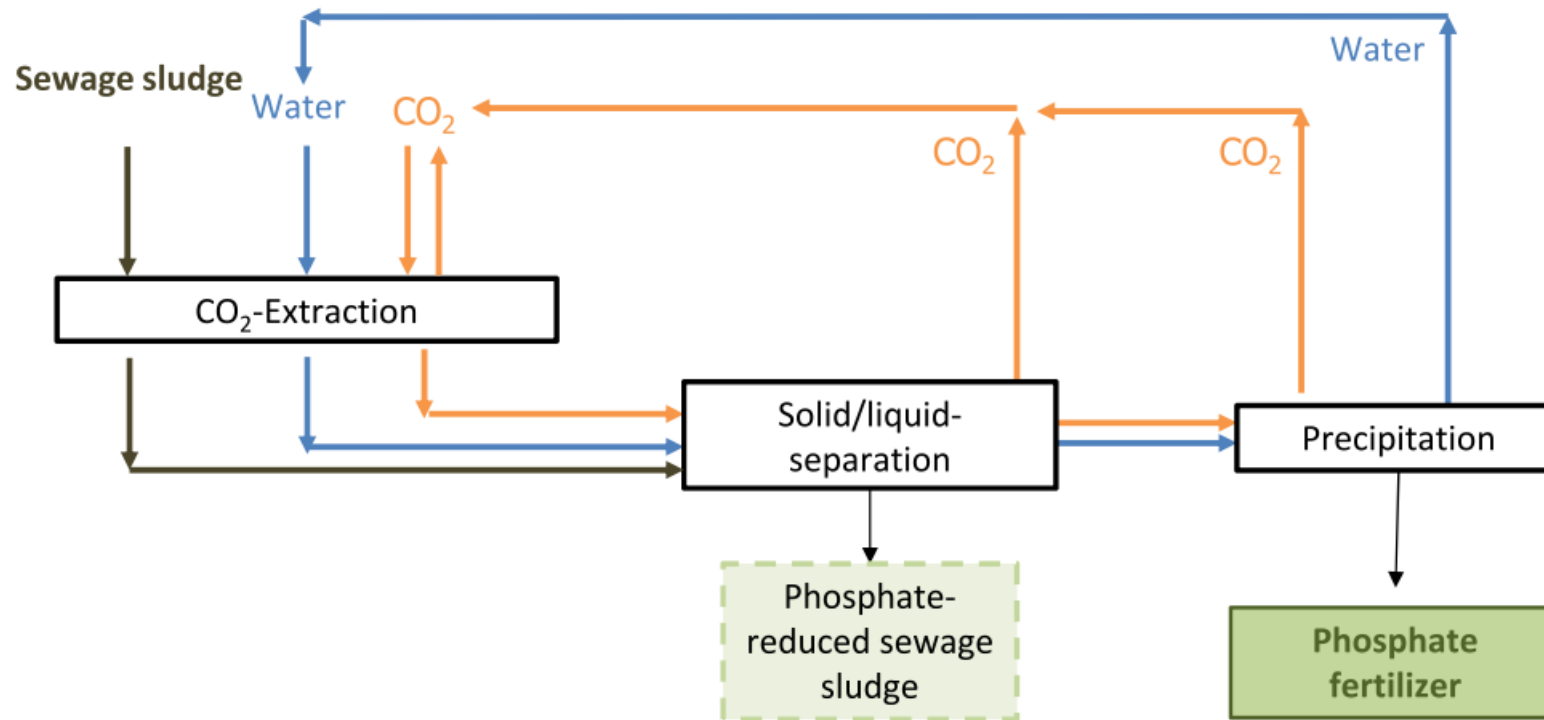 Water
Sewage sludge
Water
CO₂
CO₂
CO₂
CO₂-Extraction
Solid/liquid-
separation
Precipitation
Phosphate-
reduced sewage
sludge
Phosphate
fertilizer